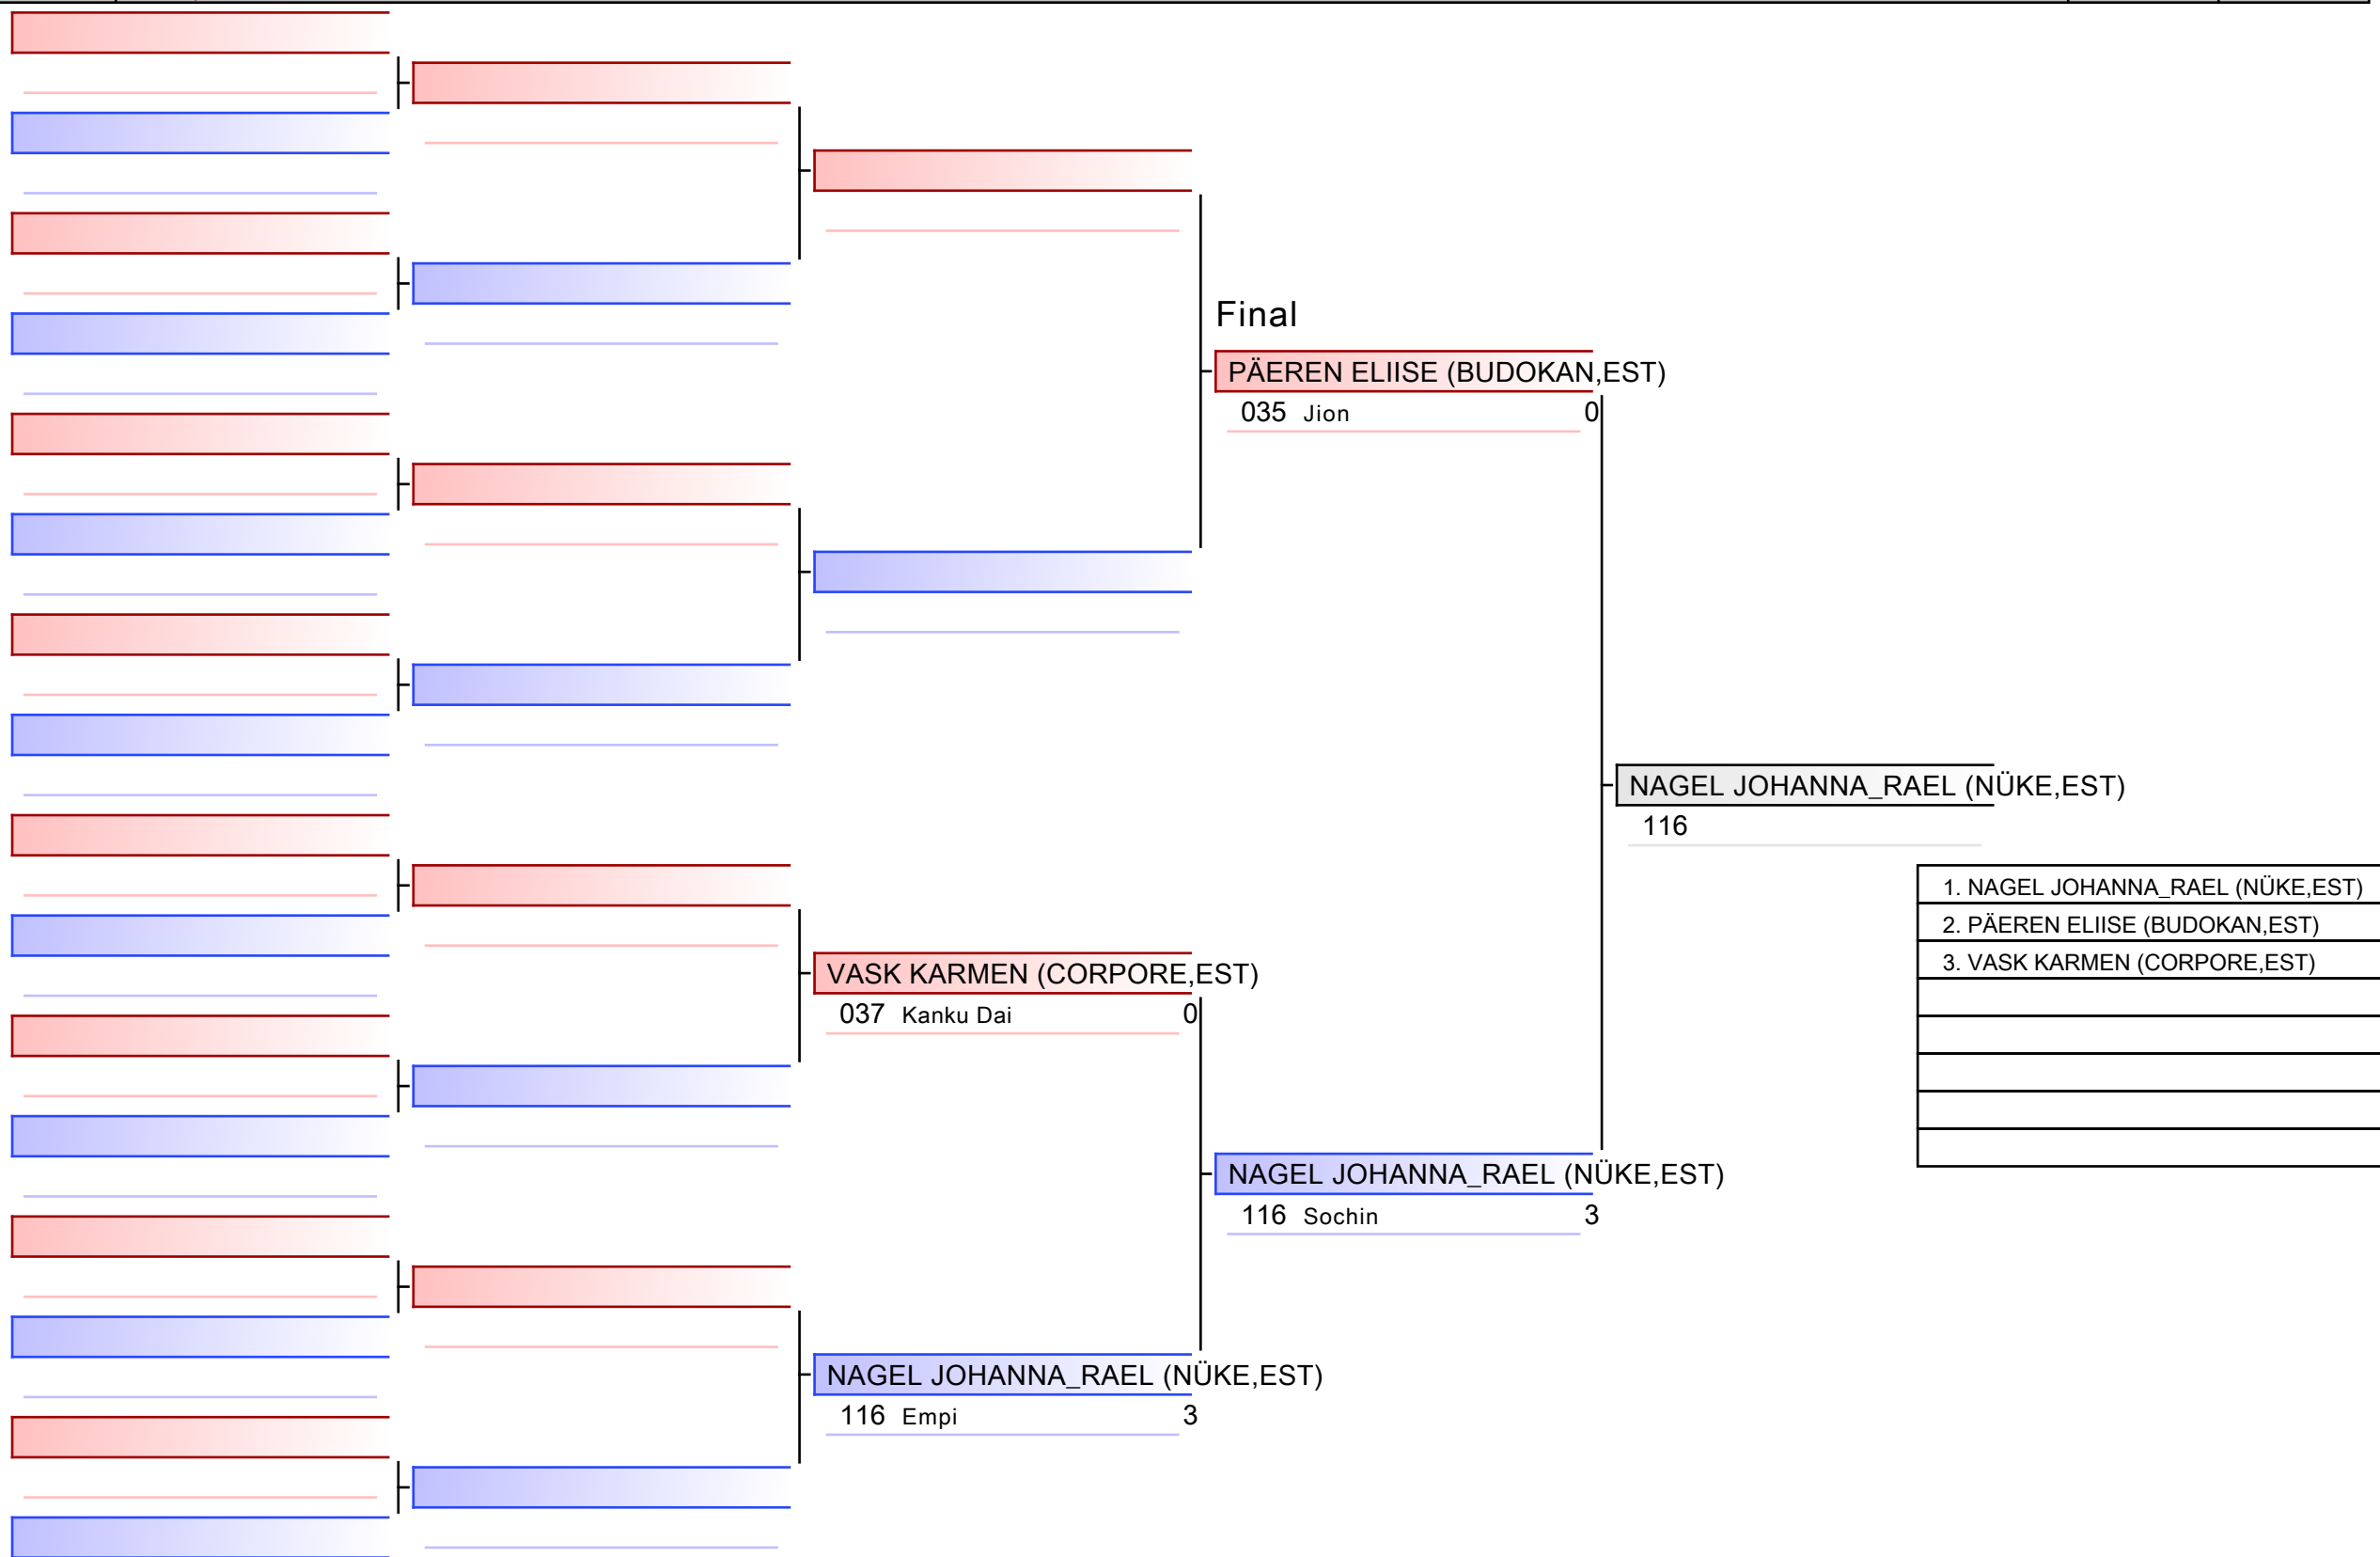 Final
PÄEREN ELIISE (BUDOKAN,EST)
035 Jion 0
NAGEL JOHANNA_RAEL (NÜKE,EST)
116
1. NAGEL JOHANNA_RAEL (NÜKE,EST)
2. PÄEREN ELIISE (BUDOKAN,EST)
3. VASK KARMEN (CORPORE,EST)
VASK KARMEN (CORPORE,EST)
037 Kanku Dai 0
NAGEL JOHANNA_RAEL (NÜKE,EST)
116 Sochin 3
NAGEL JOHANNA_RAEL (NÜKE,EST)
116 Empi 3